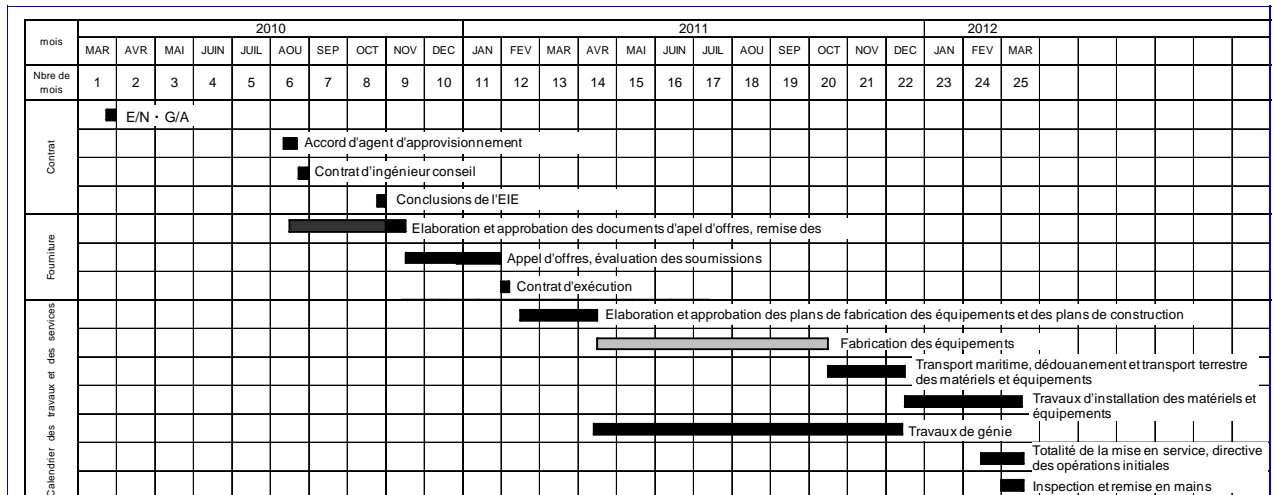 mois 2010 2011 2012
MAR AVR MAI JUIN JUIL AOU SEP OCT NOV DEC JAN FEV MAR AVR MAI JUIN JUIL AOU SEP OCT NOV DEC JAN FEV MAR
Nbre de
mois
1 2 3 4 5 6 7 8 9 10 11 12 13 14 15 16 17 18 19 20 21 22 23 24 25
Contrat
E/N・G/A
Accord d'agent d'approvisionnement
Contrat d'ingénieur conseil
Conclusions de l'EIE
Fourniture
Elaboration et approbation des documents d'apel d'offres, remise des
Appel d'offres, évaluation des soumissions
Contrat d'exécution
Calendrier des travaux et des services
Elaboration et approbation des plans de fabrication des équipements et des plans de construction
Fabrication des équipements
Transport maritime, dédouanement et transport terrestre
des matériels et équipements
Travaux d'installation des matériels et
équipements
Travaux de génie
Totalité de la mise en service, directive
des opérations initiales
Inspection et remise en mains